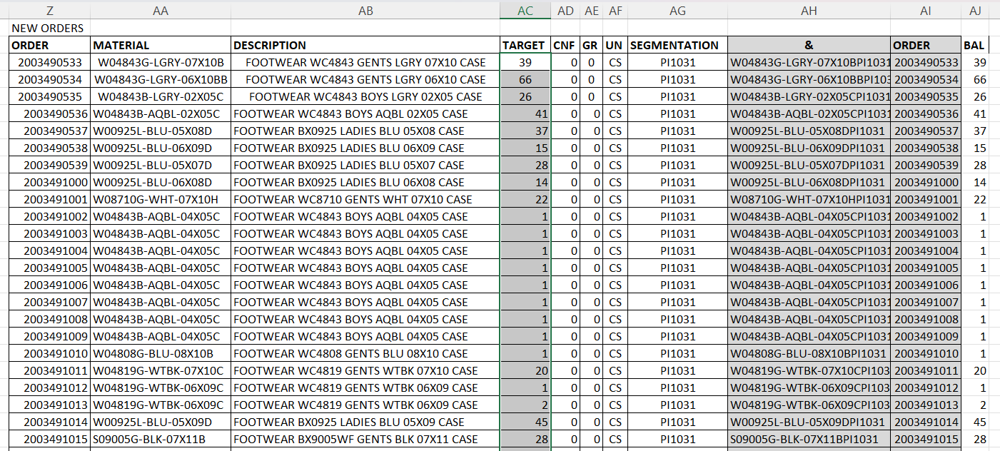 Z AA AB AC AD AE AF AG AH AI AJ
NEW ORDERS
ORDER MATERIAL DESCRIPTION TARGET CNF GR UN SEGMENTATION & ORDER BAL
2003490533 W04843G-LGRY-07X10B FOOTWEAR WC4843 GENTS LGRY 07X10 CASE 39 0 0 CS PI1031 W04843G-LGRY-07X10BPI1031 2003490533 39
2003490534 W04843G-LGRY-06X10BB FOOTWEAR WC4843 GENTS LGRY 06X10 CASE 66 0 0 CS PI1031 W04843G-LGRY-06X10BBPI103 2003490534 66
2003490535 W04843B-LGRY-02X05C FOOTWEAR WC4843 BOYS LGRY 02X05 CASE 26 0 0 CS PI1031 W04843B-LGRY-02X05CPI1031 2003490535 26
2003490536 W04843B-AQBL-02X05C FOOTWEAR WC4843 BOYS AQBL 02X05 CASE 41 0 0 CS PI1031 W04843B-AQBL-02X05CPI1031 2003490536 41
2003490537 W00925L-BLU-05X08D FOOTWEAR BX0925 LADIES BLU 05X08 CASE 37 0 0 CS PI1031 W00925L-BLU-05X08DPI1031 2003490537 37
2003490538 W00925L-BLU-06X09D FOOTWEAR BX0925 LADIES BLU 06X09 CASE 15 0 0 CS PI1031 W00925L-BLU-06X09DPI1031 2003490538 15
2003490539 W00925L-BLU-05X07D FOOTWEAR BX0925 LADIES BLU 05X07 CASE 28 0 0 CS PI1031 W00925L-BLU-05X07DPI1031 2003490539 28
2003491000 W00925L-BLU-06X08D FOOTWEAR BX0925 LADIES BLU 06X08 CASE 14 0 0 CS PI1031 W00925L-BLU-06X08DPI1031 2003491000 14
2003491001 W08710G-WHT-07X10H FOOTWEAR WC8710 GENTS WHT 07X10 CASE 22 0 0 CS PI1031 W08710G-WHT-07X10HPI1031 2003491001 22
2003491002 W04843B-AQBL-04X05C FOOTWEAR WC4843 BOYS AQBL 04X05 CASE 1 0 0 CS PI1031 W04843B-AQBL-04X05CPI1031 2003491002 1
2003491003 W04843B-AQBL-04X05C FOOTWEAR WC4843 BOYS AQBL 04X05 CASE 1 0 0 CS PI1031 W04843B-AQBL-04X05CPI1031 2003491003 1
2003491004 W04843B-AQBL-04X05C FOOTWEAR WC4843 BOYS AQBL 04X05 CASE 1 0 0 CS PI1031 W04843B-AQBL-04X05CPI1031 2003491004 1
2003491005 W04843B-AQBL-04X05C FOOTWEAR WC4843 BOYS AQBL 04X05 CASE 1 0 0 CS PI1031 W04843B-AQBL-04X05CPI1031 2003491005 1
2003491006 W04843B-AQBL-04X05C FOOTWEAR WC4843 BOYS AQBL 04X05 CASE 1 0 0 CS PI1031 W04843B-AQBL-04X05CPI1031 2003491006 1
2003491007 W04843B-AQBL-04X05C FOOTWEAR WC4843 BOYS AQBL 04X05 CASE 1 0 0 CS PI1031 W04843B-AQBL-04X05CPI1031 2003491007 1
2003491008 W04843B-AQBL-04X05C FOOTWEAR WC4843 BOYS AQBL 04X05 CASE 1 0 0 CS PI1031 W04843B-AQBL-04X05CPI1031 2003491008 1
2003491009 W04843B-AQBL-04X05C FOOTWEAR WC4843 BOYS AQBL 04X05 CASE 1 0 0 CS PI1031 W04843B-AQBL-04X05CPI1031 2003491009 1
2003491010 W04808G-BLU-08X10B FOOTWEAR WC4808 GENTS BLU 08X10 CASE 1 0 0 CS PI1031 W04808G-BLU-08X10BPI1031 2003491010 1
2003491011 W04819G-WTBK-07X10C FOOTWEAR WC4819 GENTS WTBK 07X10 CASE 20 0 0 CS PI1031 W04819G-WTBK-07X10CPI103 2003491011 20
2003491012 W04819G-WTBK-06X09C FOOTWEAR WC4819 GENTS WTBK 06X09 CASE 1 0 0 CS PI1031 W04819G-WTBK-06X09CPI103 2003491012 1
2003491013 W04819G-WTBK-06X09C FOOTWEAR WC4819 GENTS WTBK 06X09 CASE 2 0 0 CS PI1031 W04819G-WTBK-06X09CPI103 2003491013 2
2003491014 W00925L-BLU-05X09D FOOTWEAR BX0925 LADIES BLU 05X09 CASE 45 0 0 CS PI1031 W00925L-BLU-05X09DPI1031 2003491014 45
2003491015 S09005G-BLK-07X11B FOOTWEAR BX9005WF GENTS BLK 07X11 CASE 28 0 0 CS PI1031 S09005G-BLK-07X11BPI1031 2003491015 28